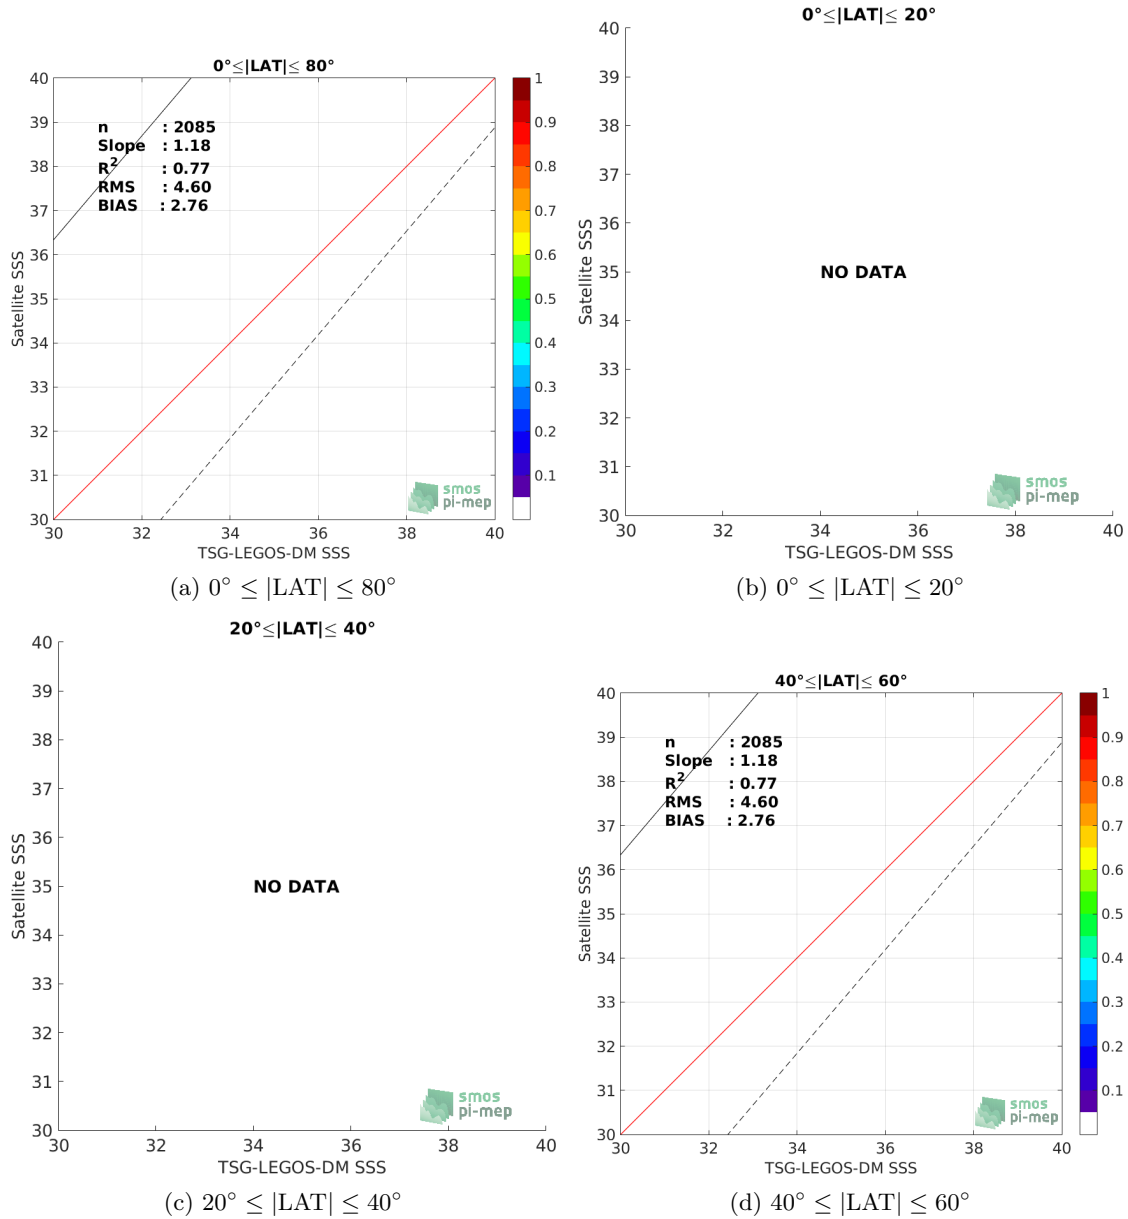 0°≤|LAT|≤ 80°
40
39
38
37
36
35
34
33
32
31
30
Satellite SSS
n : 2085
Slope : 1.18
R² : 0.77
RMS : 4.60
BIAS : 2.76
smos
pi-mep
30 32 34 36 38 40
TSG-LEGOS-DM SSS
1
0.9
0.8
0.7
0.6
0.5
0.4
0.3
0.2
0.1
(a) 0° ≤ |LAT| ≤ 80°
0°≤|LAT|≤ 20°
40
39
38
37
36
35
34
33
32
31
30
Satellite SSS
NO DATA
smos
pi-mep
30 32 34 36 38 40
TSG-LEGOS-DM SSS
(b) 0° ≤ |LAT| ≤ 20°
20°≤|LAT|≤ 40°
40
39
38
37
36
35
34
33
32
31
30
Satellite SSS
NO DATA
smos
pi-mep
30 32 34 36 38 40
TSG-LEGOS-DM SSS
(c) 20° ≤ |LAT| ≤ 40°
40°≤|LAT|≤ 60°
40
39
38
37
36
35
34
33
32
31
30
Satellite SSS
n : 2085
Slope : 1.18
R² : 0.77
RMS : 4.60
BIAS : 2.76
smos
pi-mep
30 32 34 36 38 40
TSG-LEGOS-DM SSS
1
0.9
0.8
0.7
0.6
0.5
0.4
0.3
0.2
0.1
(d) 40° ≤ |LAT| ≤ 60°